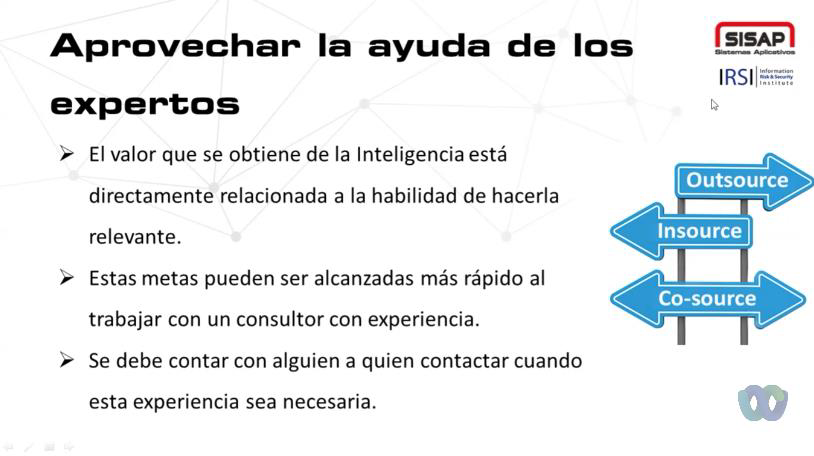 Aprovechar la ayuda de los
expertos
SISAP
Sistemas Aplicativos
IRSI
Information
Risk & Security
Institute
➢ El valor que se obtiene de la Inteligencia está
directamente relacionada a la habilidad de hacerla
relevante.
➢ Estas metas pueden ser alcanzadas más rápido al
trabajar con un consultor con experiencia.
➢ Se debe contar con alguien a quien contactar cuando
esta experiencia sea necesaria.
Outsource
Insource
Co-source